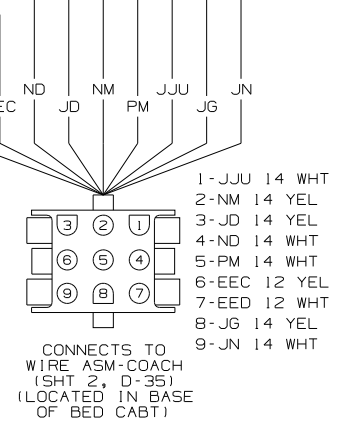 ND NM JJU JN
EC JD PM JG
1-JJU 14 WHT
2-NM 14 YEL
3-JD 14 YEL
4-ND 14 WHT
5-PM 14 WHT
6-EEC 12 YEL
7-EED 12 WHT
8-JG 14 YEL
9-JN 14 WHT
3 2 1
6 5 4
9 8 7
CONNECTS TO
WIRE ASM-COACH
(SHT 2, D-35)
(LOCATED IN BASE
OF BED CABT)